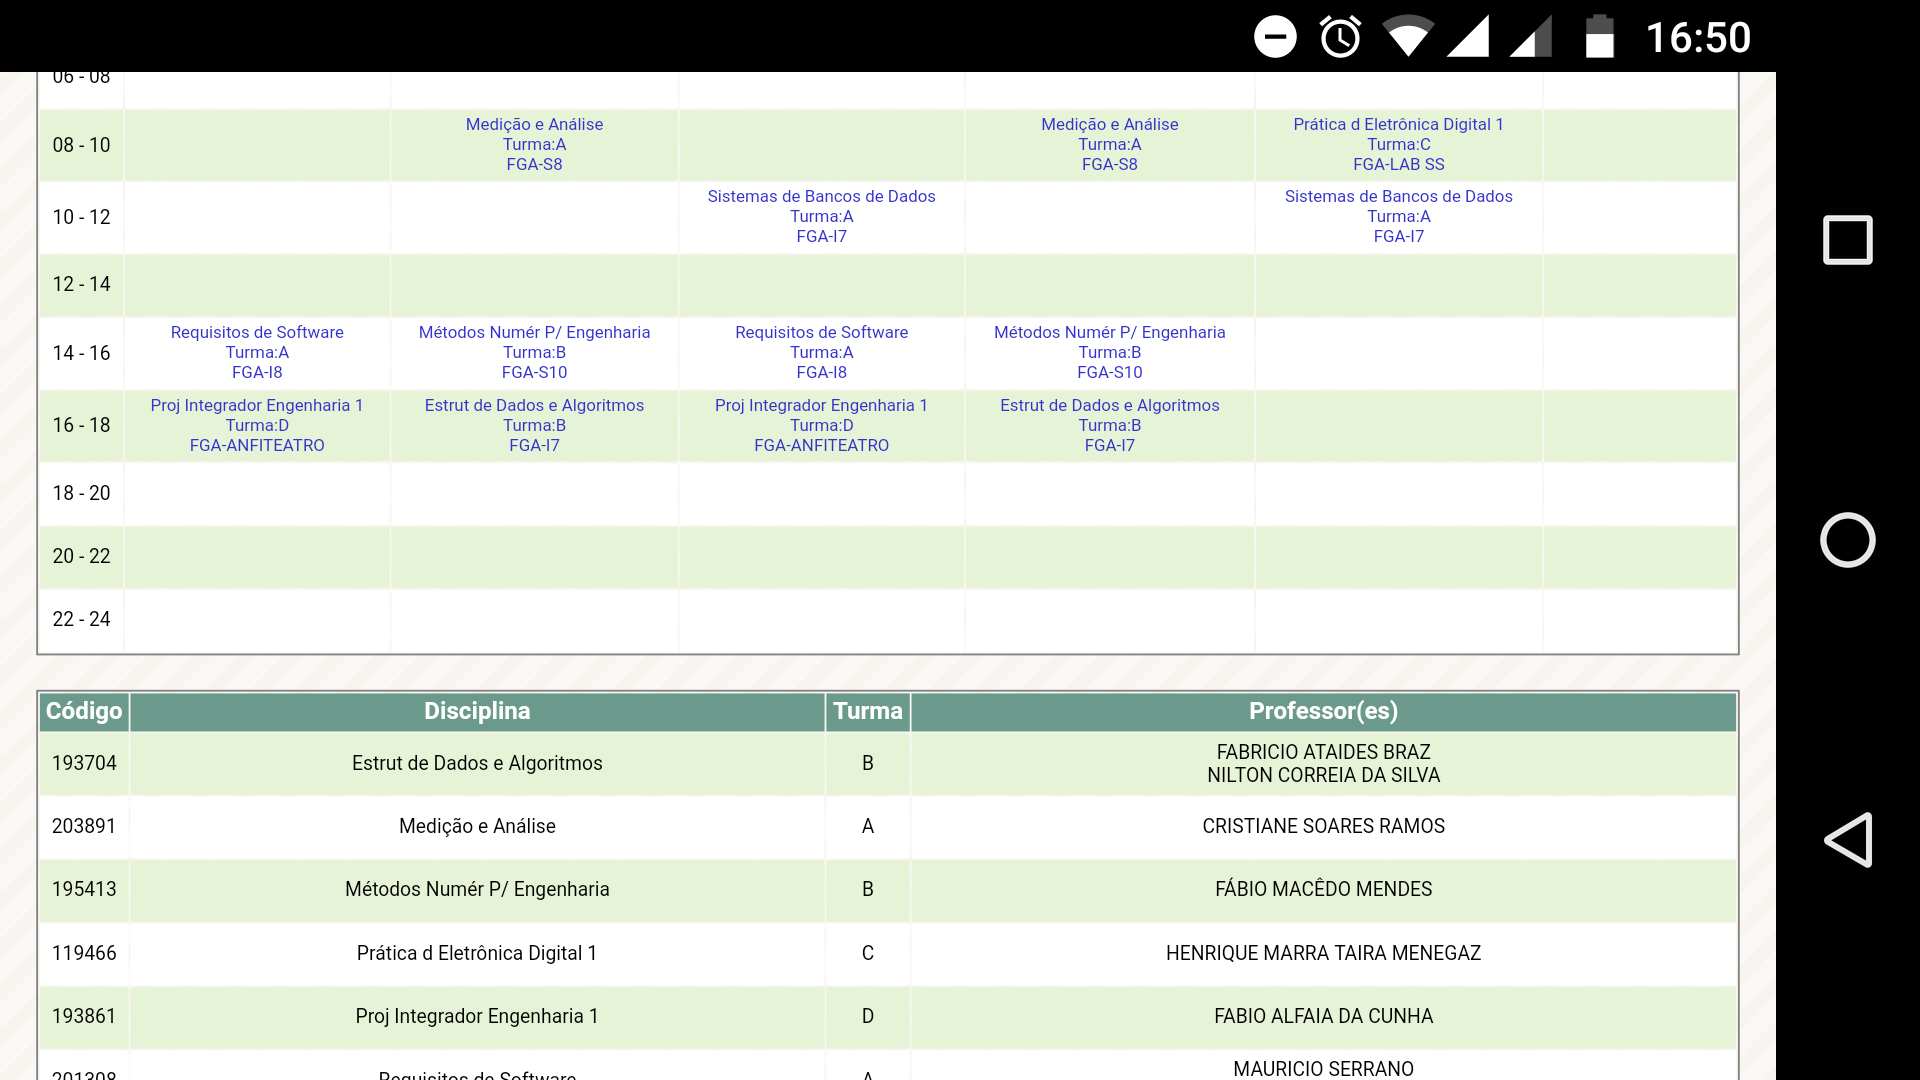 16:50
06 - 08
08 - 10
Medição e Análise
Turma:A
FGA-S8
Medição e Análise
Turma:A
FGA-S8
Prática d Eletrônica Digital 1
Turma:C
FGA-LAB SS
10 - 12
Sistemas de Bancos de Dados
Turma:A
FGA-I7
Sistemas de Bancos de Dados
Turma:A
FGA-I7
12 - 14
14 - 16
Requisitos de Software
Turma:A
FGA-I8
Métodos Numér P/ Engenharia
Turma:B
FGA-S10
Requisitos de Software
Turma:A
FGA-I8
Métodos Numér P/ Engenharia
Turma:B
FGA-S10
16 - 18
Proj Integrador Engenharia 1
Turma:D
FGA-ANFITEATRO
Estrut de Dados e Algoritmos
Turma:B
FGA-I7
Proj Integrador Engenharia 1
Turma:D
FGA-ANFITEATRO
Estrut de Dados e Algoritmos
Turma:B
FGA-I7
18 - 20
20 - 22
22 - 24
Código Disciplina Turma Professor(es)
193704 Estrut de Dados e Algoritmos B FABRICIO ATAIDES BRAZ
NILTON CORREIA DA SILVA
203891 Medição e Análise A CRISTIANE SOARES RAMOS
195413 Métodos Numér P/ Engenharia B FÁBIO MACÊDO MENDES
119466 Prática d Eletrônica Digital 1 C HENRIQUE MARRA TAIRA MENEGAZ
193861 Proj Integrador Engenharia 1 D FABIO ALFAIA DA CUNHA
201308 Requisitos de Software A MAURICIO SERRANO